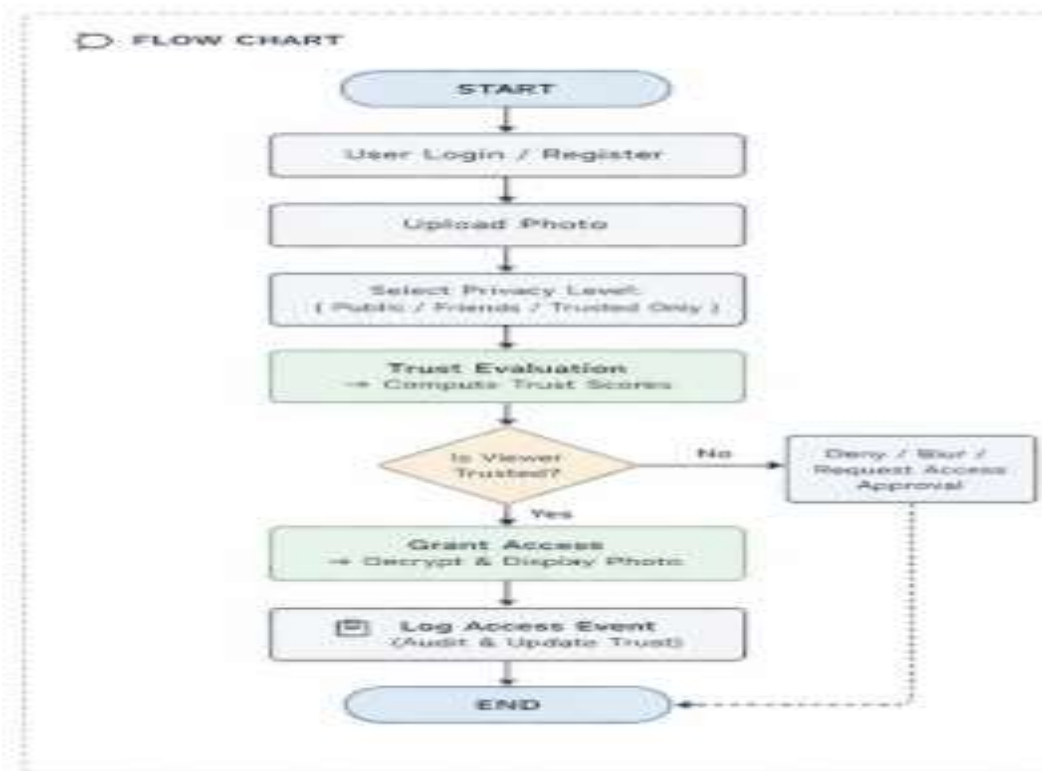 FLOW CHART
START
User Login / Register
Upload Photo
Select Privacy Level:
( Public / Friends / Trusted Only )
Trust Evaluation
→ Compute Trust Scores
Is Viewer
Trusted?
No
Deny / Blur /
Request Access
Approval
Yes
Grant Access
→ Decrypt & Display Photo
Log Access Event
(Audit & Update Trust)
END